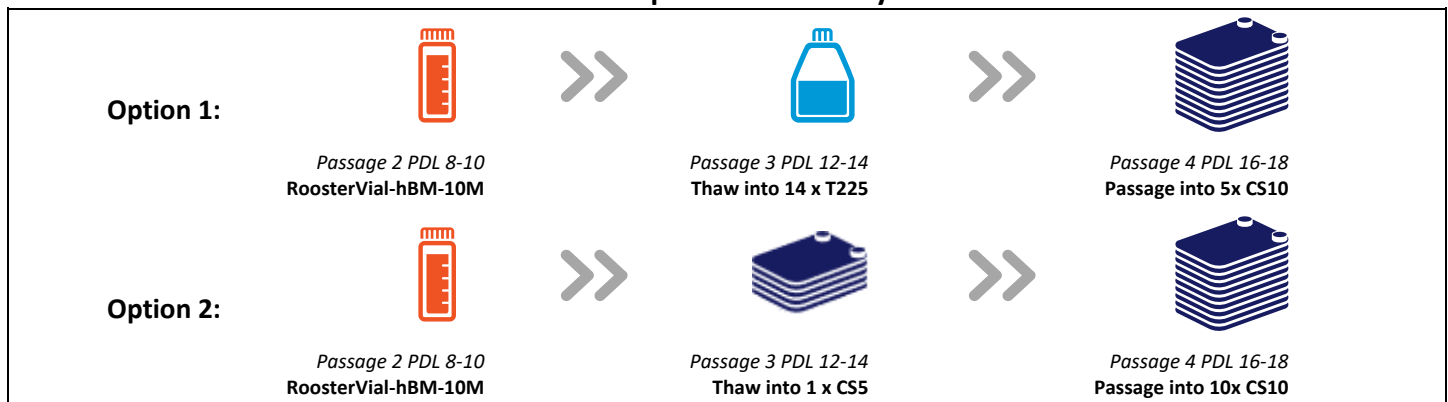 Option 1:
Passage 2 PDL 8-10
RoosterVial-hBM-10M
Passage 3 PDL 12-14
Thaw into 14 x T225
Passage 4 PDL 16-18
Passage into 5x CS10
Option 2:
Passage 2 PDL 8-10
RoosterVial-hBM-10M
Passage 3 PDL 12-14
Thaw into 1 x CS5
Passage 4 PDL 16-18
Passage into 10x CS10